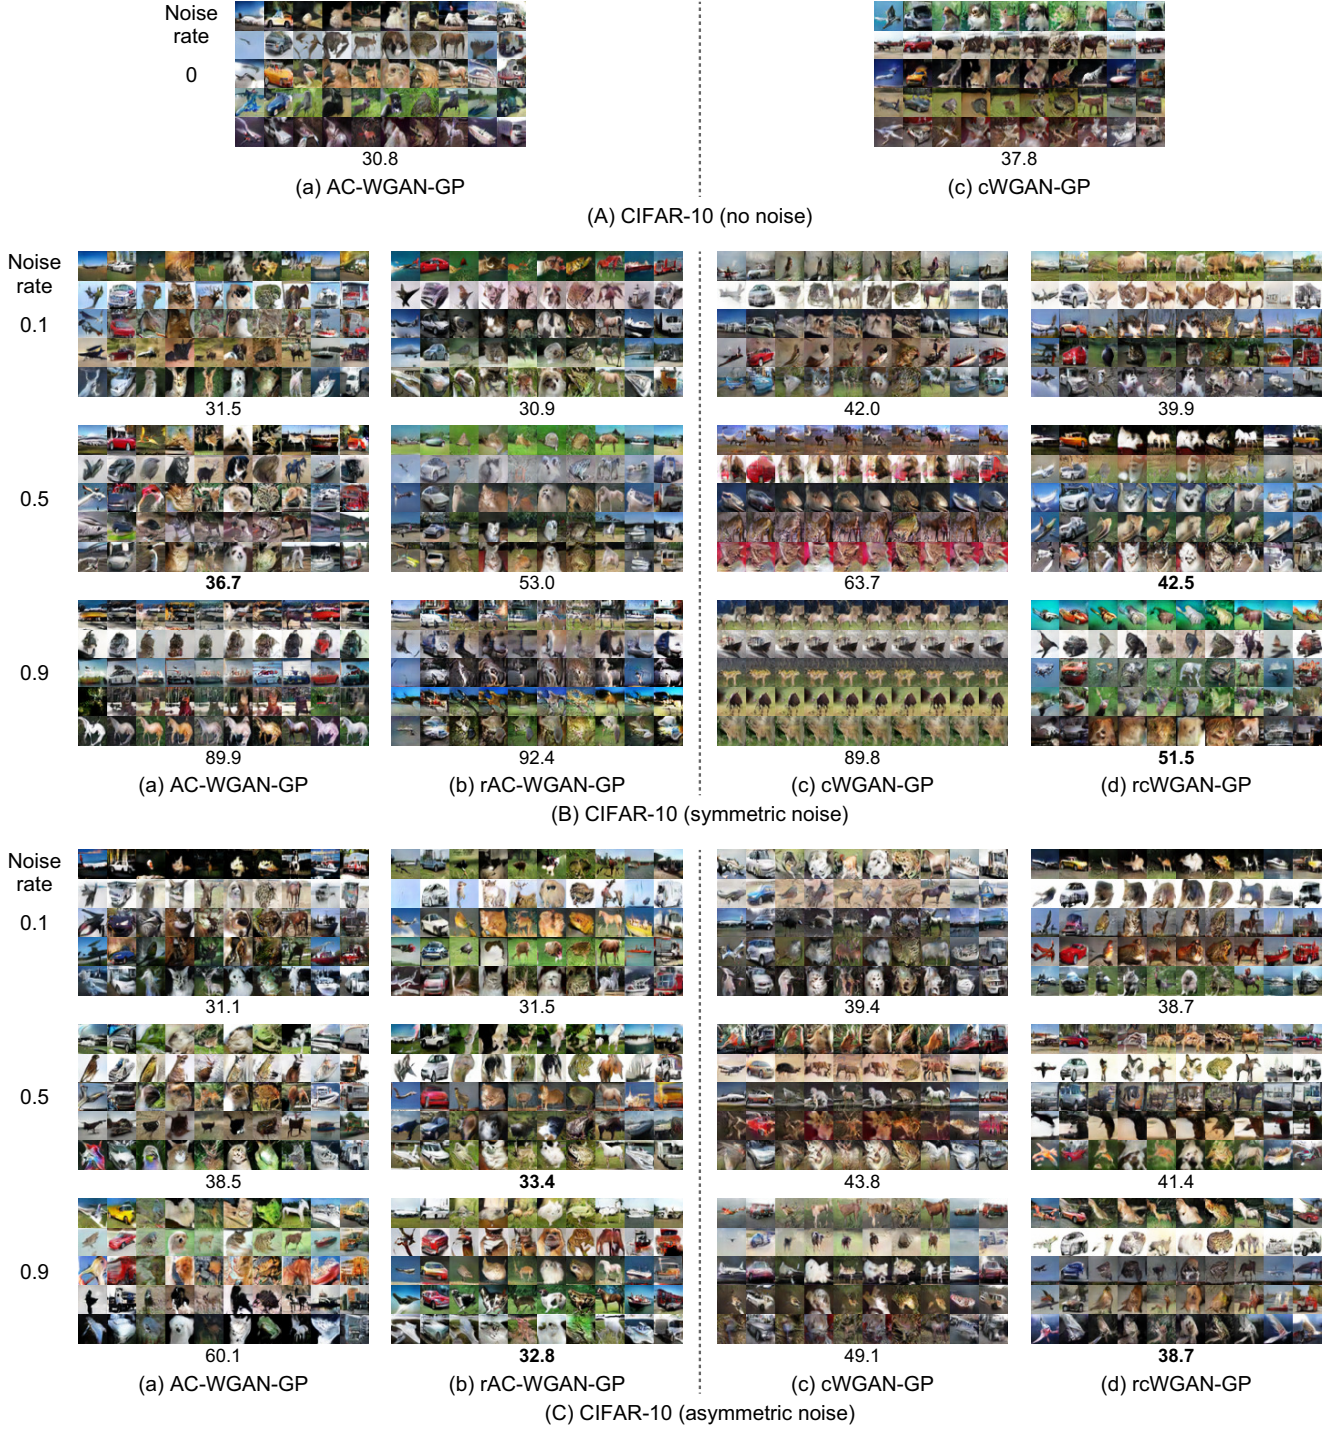 Noise
rate
0
30.8
37.8
(a) AC-WGAN-GP
(c) cWGAN-GP
(A) CIFAR-10 (no noise)
Noise
rate
0.1
31.5
30.9
42.0
39.9
0.5
36.7
53.0
63.7
42.5
0.9
89.9
92.4
89.8
51.5
(a) AC-WGAN-GP
(b) rAC-WGAN-GP
(c) cWGAN-GP
(d) rcWGAN-GP
(B) CIFAR-10 (symmetric noise)
Noise
rate
0.1
31.1
31.5
39.4
38.7
0.5
38.5
33.4
43.8
41.4
0.9
60.1
32.8
49.1
38.7
(a) AC-WGAN-GP
(b) rAC-WGAN-GP
(c) cWGAN-GP
(d) rcWGAN-GP
(C) CIFAR-10 (asymmetric noise)